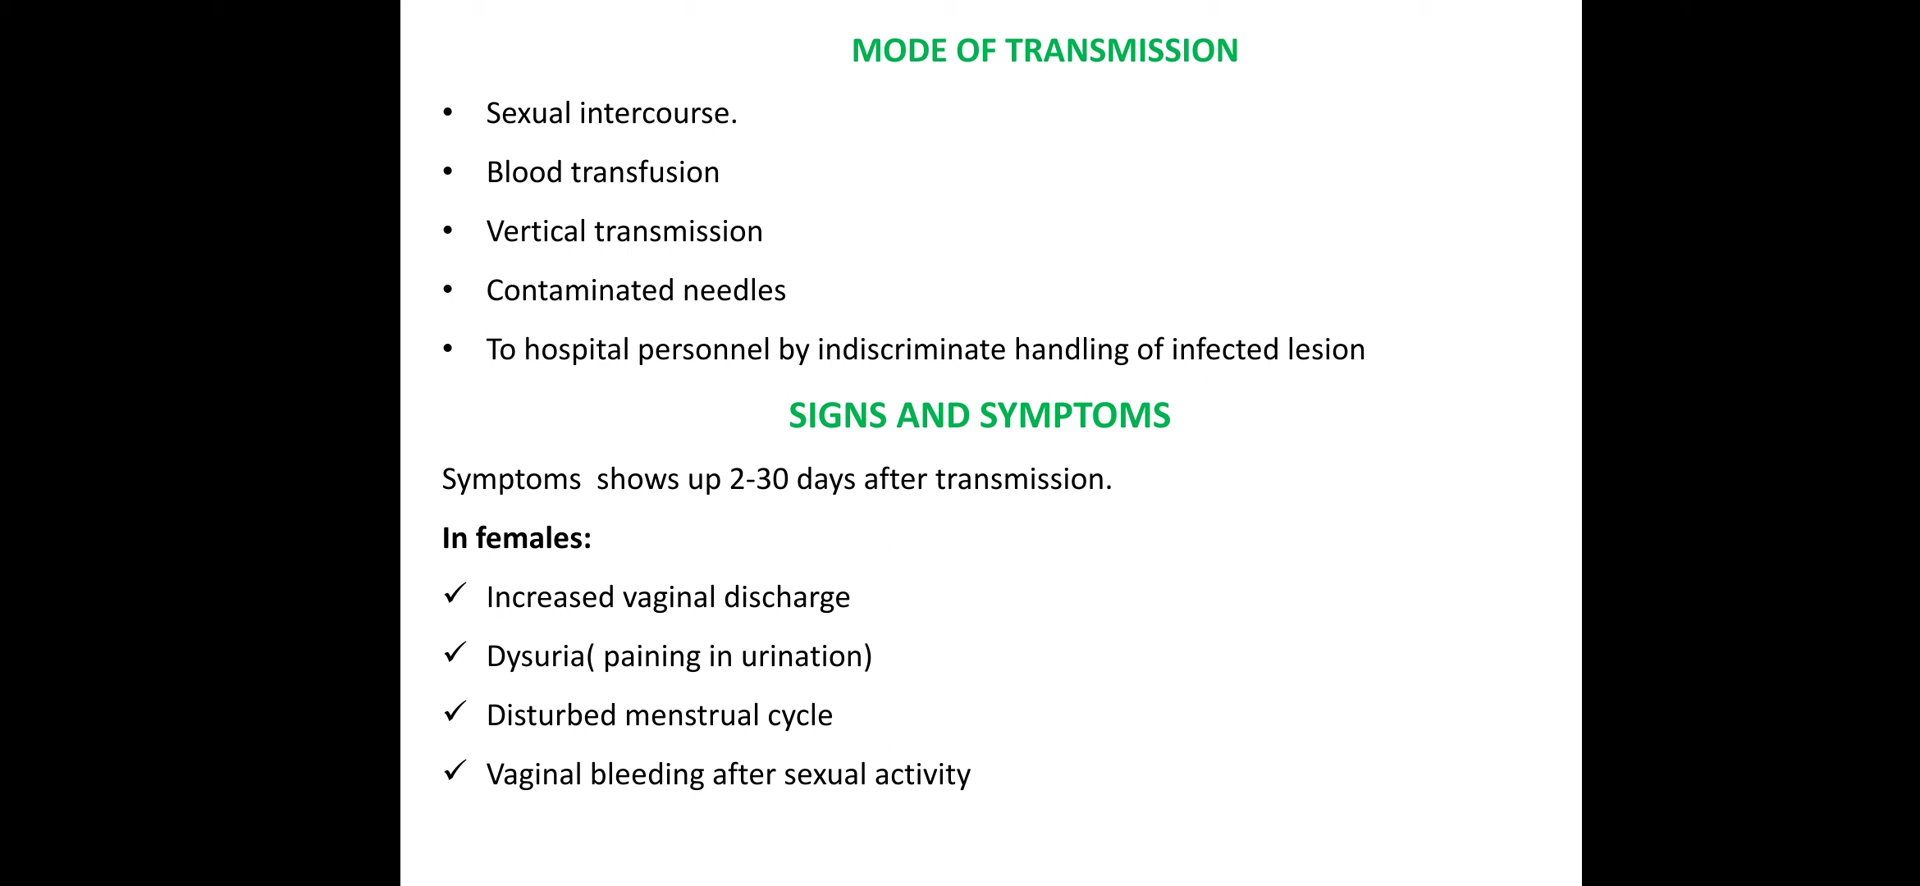 MODE OF TRANSMISSION
• Sexual intercourse.
• Blood transfusion
• Vertical transmission
• Contaminated needles
• To hospital personnel by indiscriminate handling of infected lesion
SIGNS AND SYMPTOMS
Symptoms  shows up 2-30 days after transmission.
In females:
✓ Increased vaginal discharge
✓ Dysuria( paining in urination)
✓ Disturbed menstrual cycle
✓ Vaginal bleeding after sexual activity